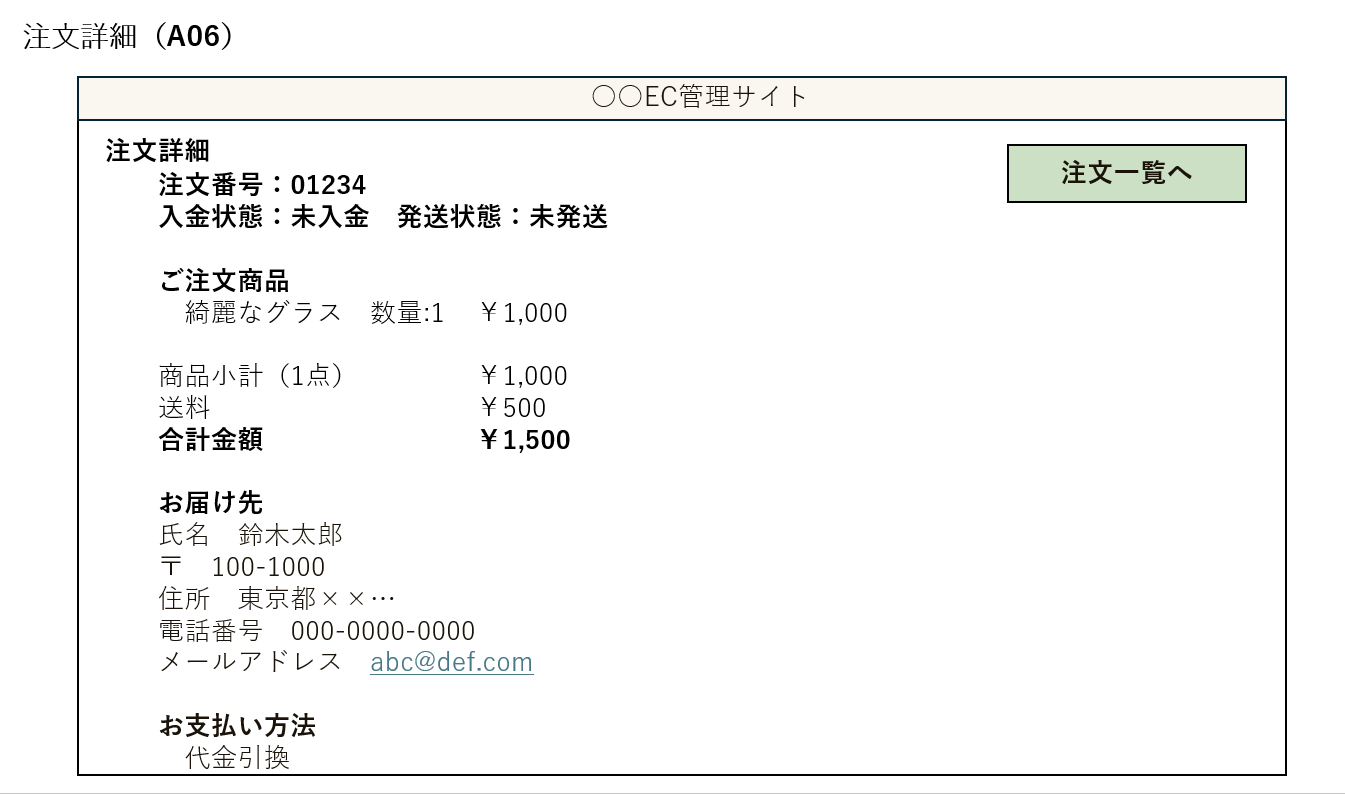 注文詳細（A06）
〇〇EC管理サイト
注文詳細
注文一覧へ
注文番号：01234
入金状態：未入金　発送状態：未発送
ご注文商品
綺麗なグラス　数量:1　￥1,000
商品小計（1点）　￥1,000
送料　￥500
合計金額　￥1,500
お届け先
氏名　鈴木太郎
〒　100-1000
住所　東京都××…
電話番号　000-0000-0000
メールアドレス　abc@def.com
お支払い方法
代金引換